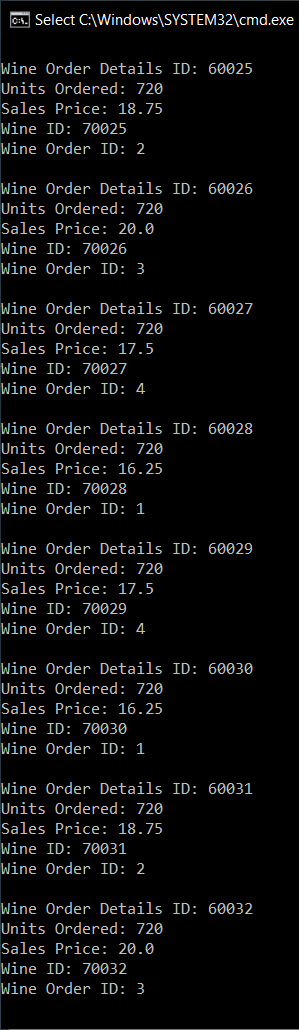 Select C:\Windows\SYSTEM32\cmd.exe
Wine Order Details ID: 60025
Units Ordered: 720
Sales Price: 18.75
Wine ID: 70025
Wine Order ID: 2
Wine Order Details ID: 60026
Units Ordered: 720
Sales Price: 20.0
Wine ID: 70026
Wine Order ID: 3
Wine Order Details ID: 60027
Units Ordered: 720
Sales Price: 17.5
Wine ID: 70027
Wine Order ID: 4
Wine Order Details ID: 60028
Units Ordered: 720
Sales Price: 16.25
Wine ID: 70028
Wine Order ID: 1
Wine Order Details ID: 60029
Units Ordered: 720
Sales Price: 17.5
Wine ID: 70029
Wine Order ID: 4
Wine Order Details ID: 60030
Units Ordered: 720
Sales Price: 16.25
Wine ID: 70030
Wine Order ID: 1
Wine Order Details ID: 60031
Units Ordered: 720
Sales Price: 18.75
Wine ID: 70031
Wine Order ID: 2
Wine Order Details ID: 60032
Units Ordered: 720
Sales Price: 20.0
Wine ID: 70032
Wine Order ID: 3